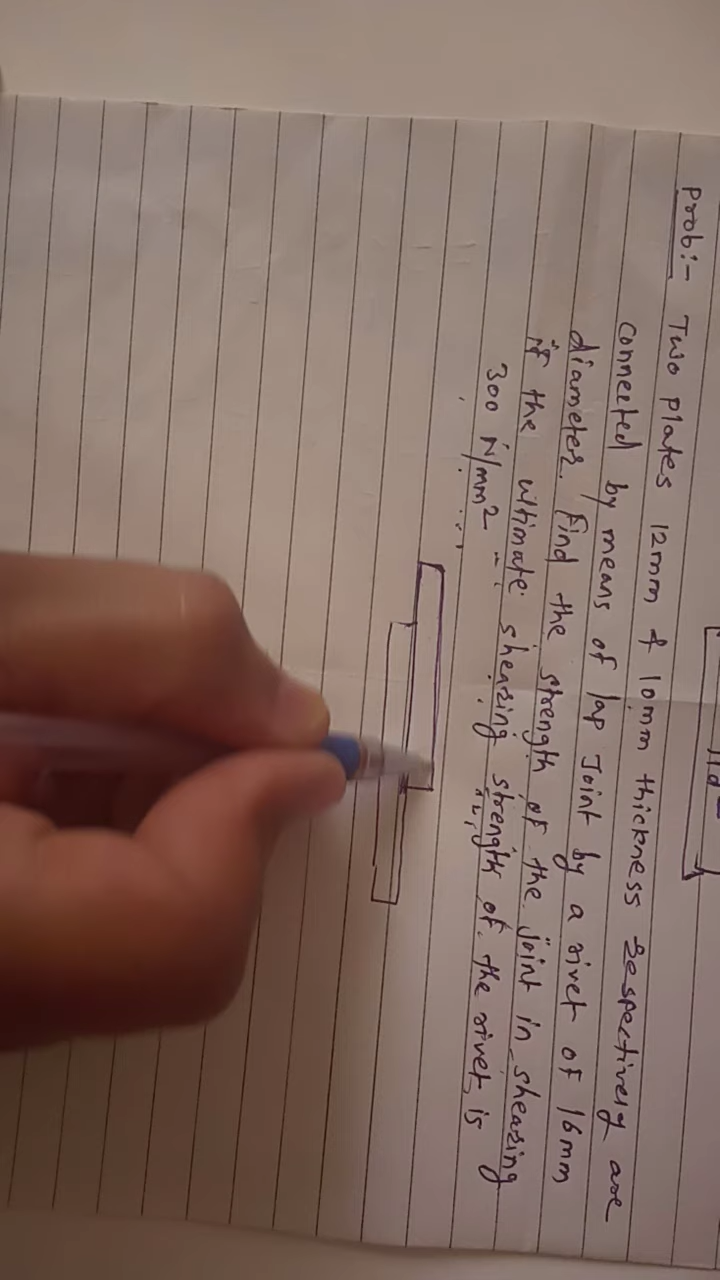 Prob:- Two plates 12mm & 10mm thickness respectively are
connected by means of lap Joint by a rivet of 16mm
diameter. Find the strength of the joint in shearing
if the ultimate shearing strength of the rivet is
300 N/mm2